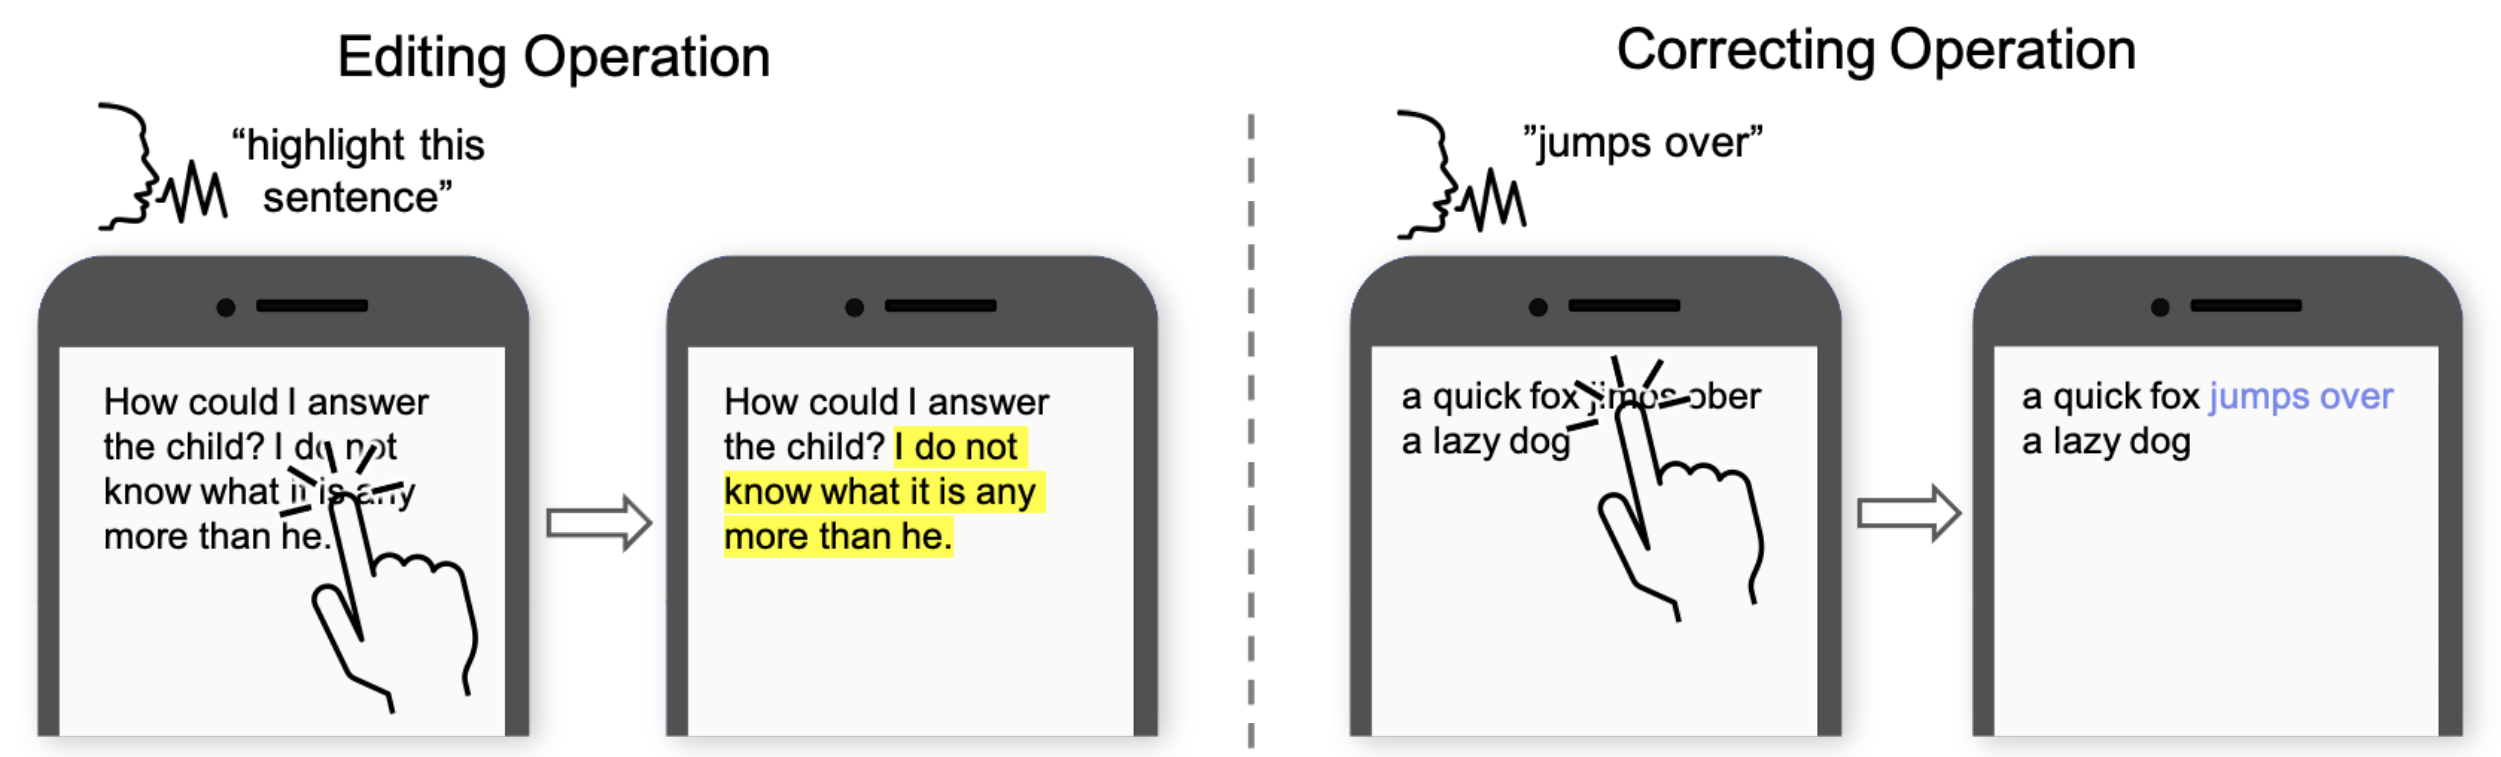 Editing Operation
“highlight this
sentence”
How could I answer
the child? I do not
know what it is any
more than he.
How could I answer
the child? I do not
know what it is any
more than he.
Correcting Operation
”jumps over”
a quick fox ober
a lazy dog
a quick fox jumps over
a lazy dog